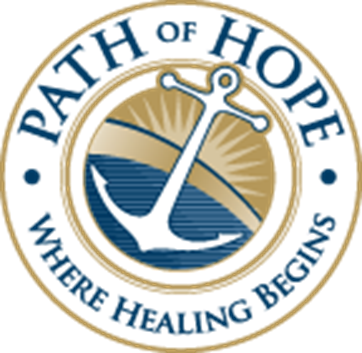 PATH OF HOPE
WHERE HEALING BEGINS